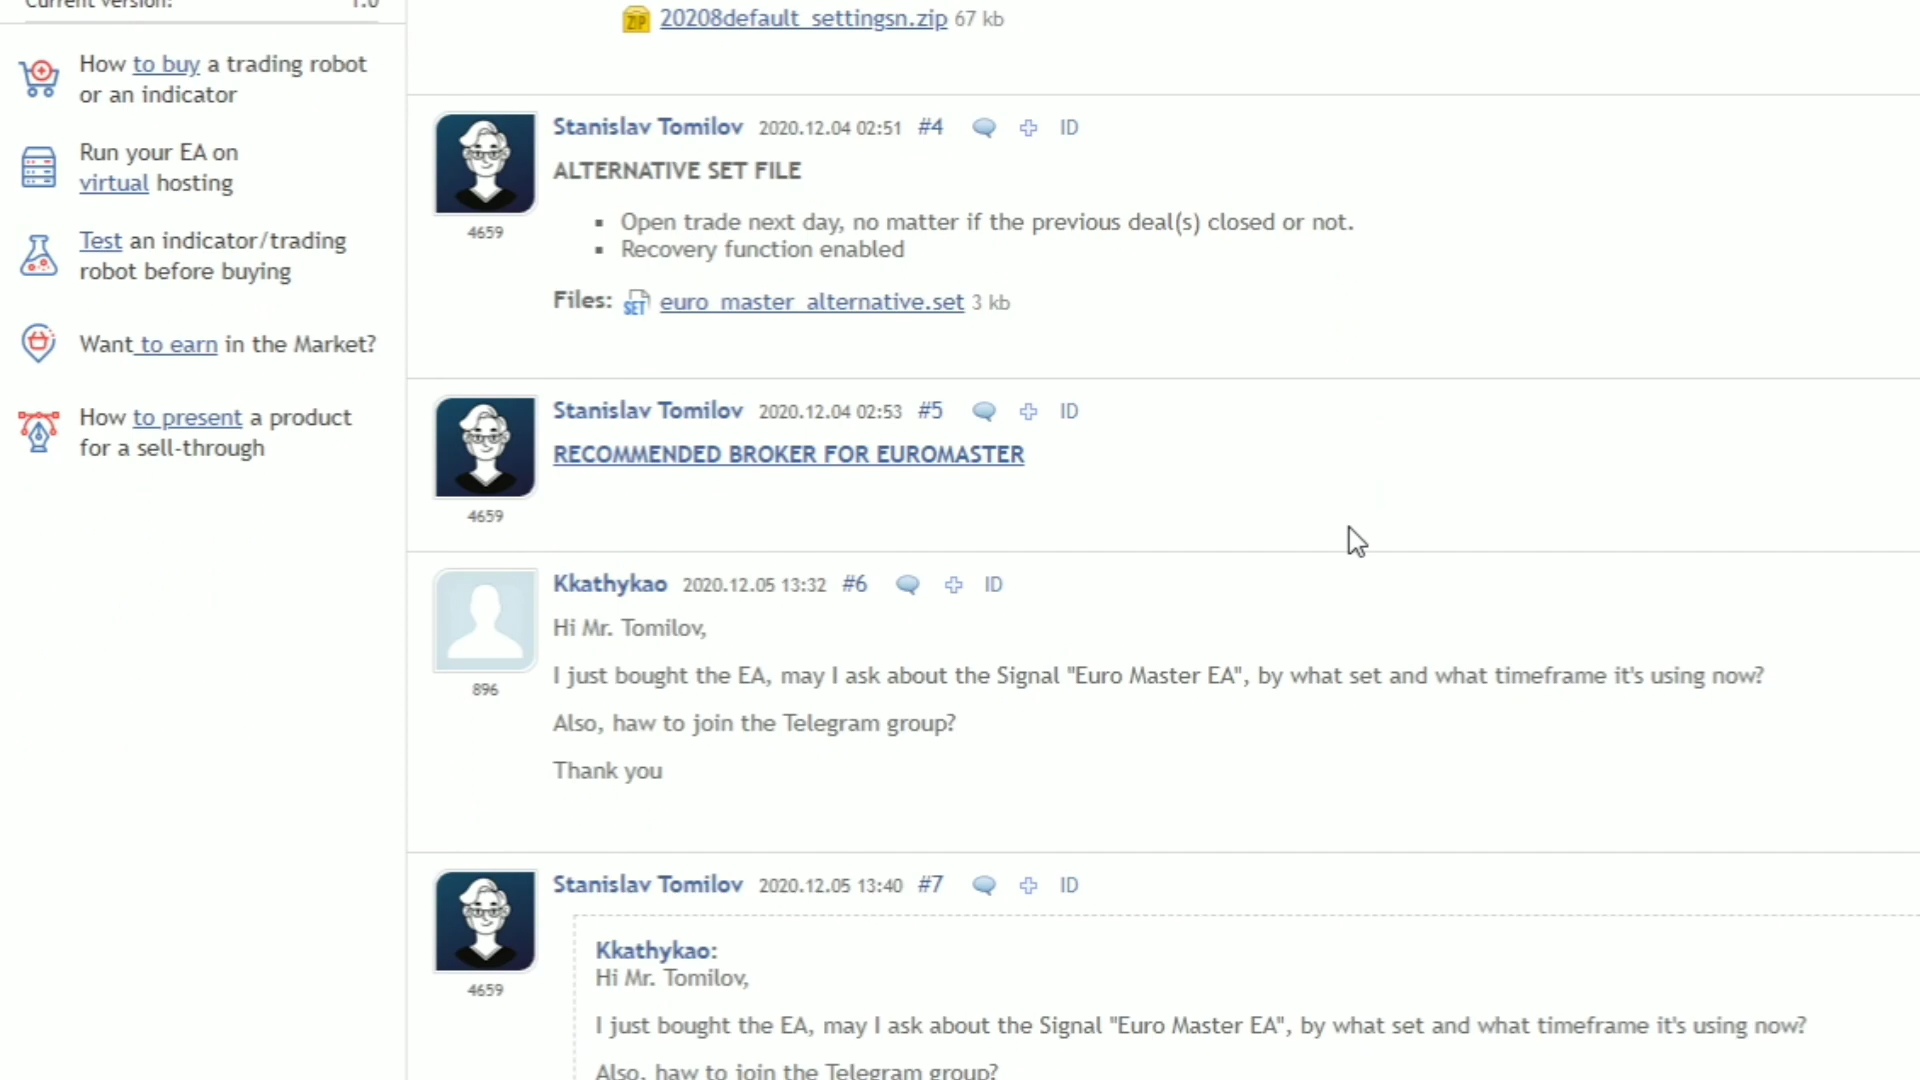 Current version: 1.0
How to buy a trading robot
or an indicator
Run your EA on
virtual hosting
Test an indicator/trading
robot before buying
Want to earn in the Market?
How to present a product
for a sell-through
ZIP 20208default_settingsn.zip 67 kb
Stanislav Tomilov 2020.12.04 02:51 #4 ID
4659
ALTERNATIVE SET FILE
▪ Open trade next day, no matter if the previous deal(s) closed or not.
▪ Recovery function enabled
Files: SET euro_master_alternative.set 3 kb
Stanislav Tomilov 2020.12.04 02:53 #5 ID
4659
RECOMMENDED BROKER FOR EUROMASTER
Kkathykao 2020.12.05 13:32 #6 ID
896
Hi Mr. Tomilov,
I just bought the EA, may I ask about the Signal "Euro Master EA", by what set and what timeframe it's using now?
Also, haw to join the Telegram group?
Thank you
Stanislav Tomilov 2020.12.05 13:40 #7 ID
4659
Kkathykao:
Hi Mr. Tomilov,
I just bought the EA, may I ask about the Signal "Euro Master EA", by what set and what timeframe it's using now?
Also, haw to join the Telegram group?